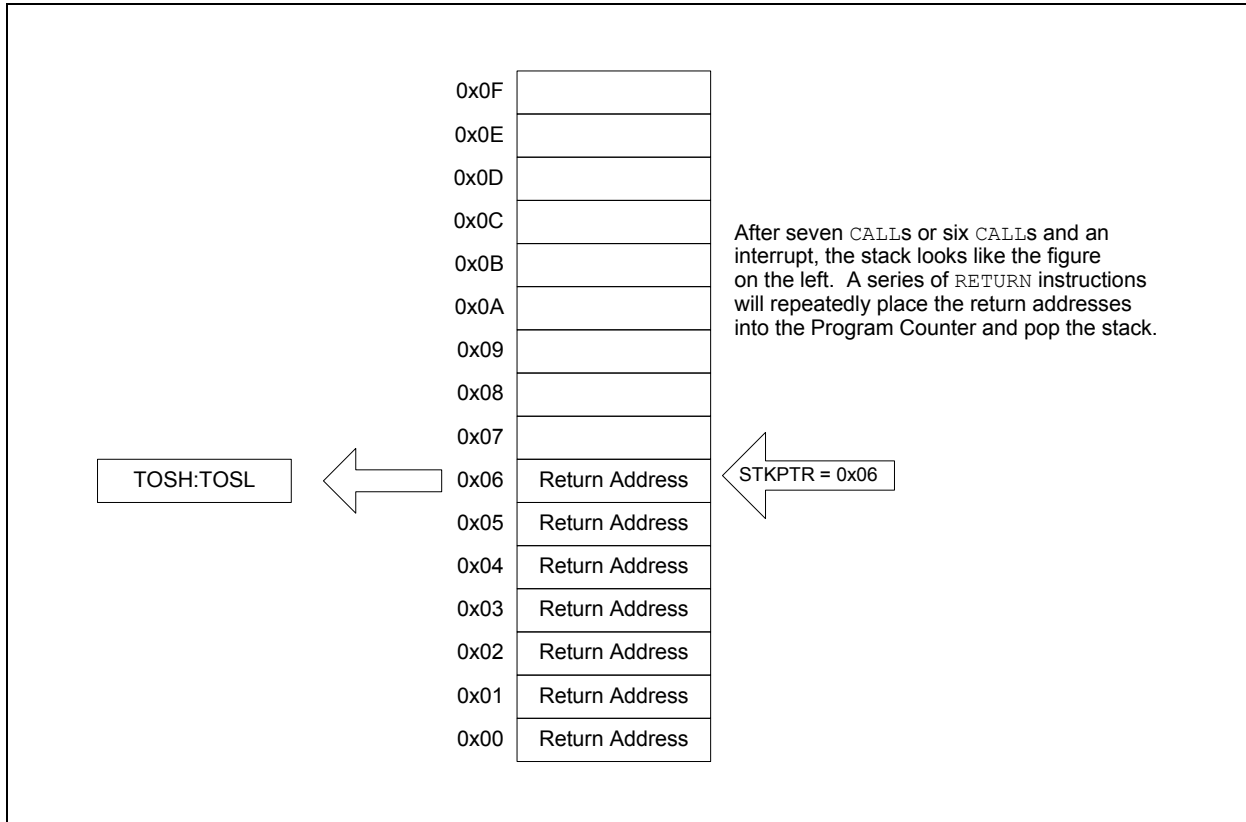 0x0F
0x0E
0x0D
0x0C
0x0B
0x0A
0x09
0x08
0x07
After seven CALLs or six CALLs and an
interrupt, the stack looks like the figure
on the left. A series of RETURN instructions
will repeatedly place the return addresses
into the Program Counter and pop the stack.
TOSH:TOSL
0x06 Return Address
STKPTR = 0x06
0x05 Return Address
0x04 Return Address
0x03 Return Address
0x02 Return Address
0x01 Return Address
0x00 Return Address